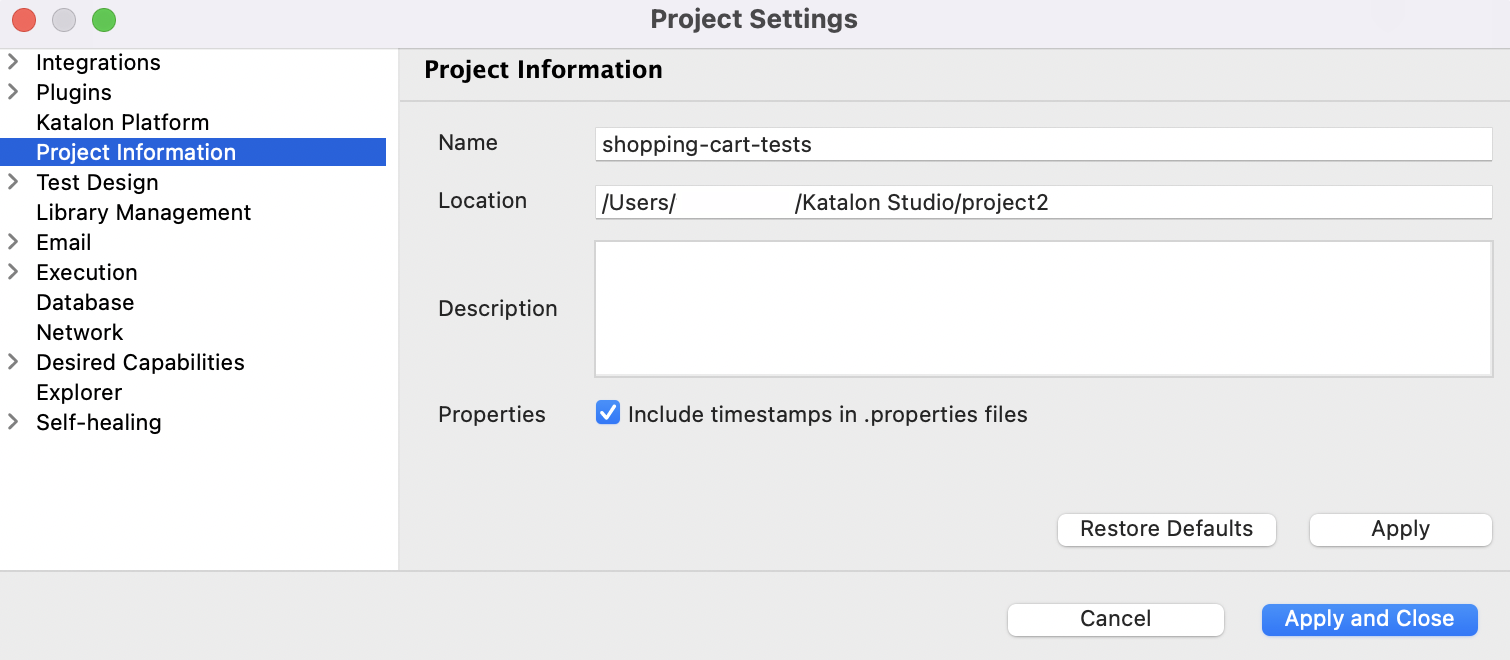 Project Settings
Integrations
Plugins
Katalon Platform
Project Information
Test Design
Library Management
Email
Execution
Database
Network
Desired Capabilities
Explorer
Self-healing
Project Information
Name
shopping-cart-tests
Location
/Users/ /Katalon Studio/project2
Description
Properties
Include timestamps in .properties files
Restore Defaults
Apply
Cancel
Apply and Close